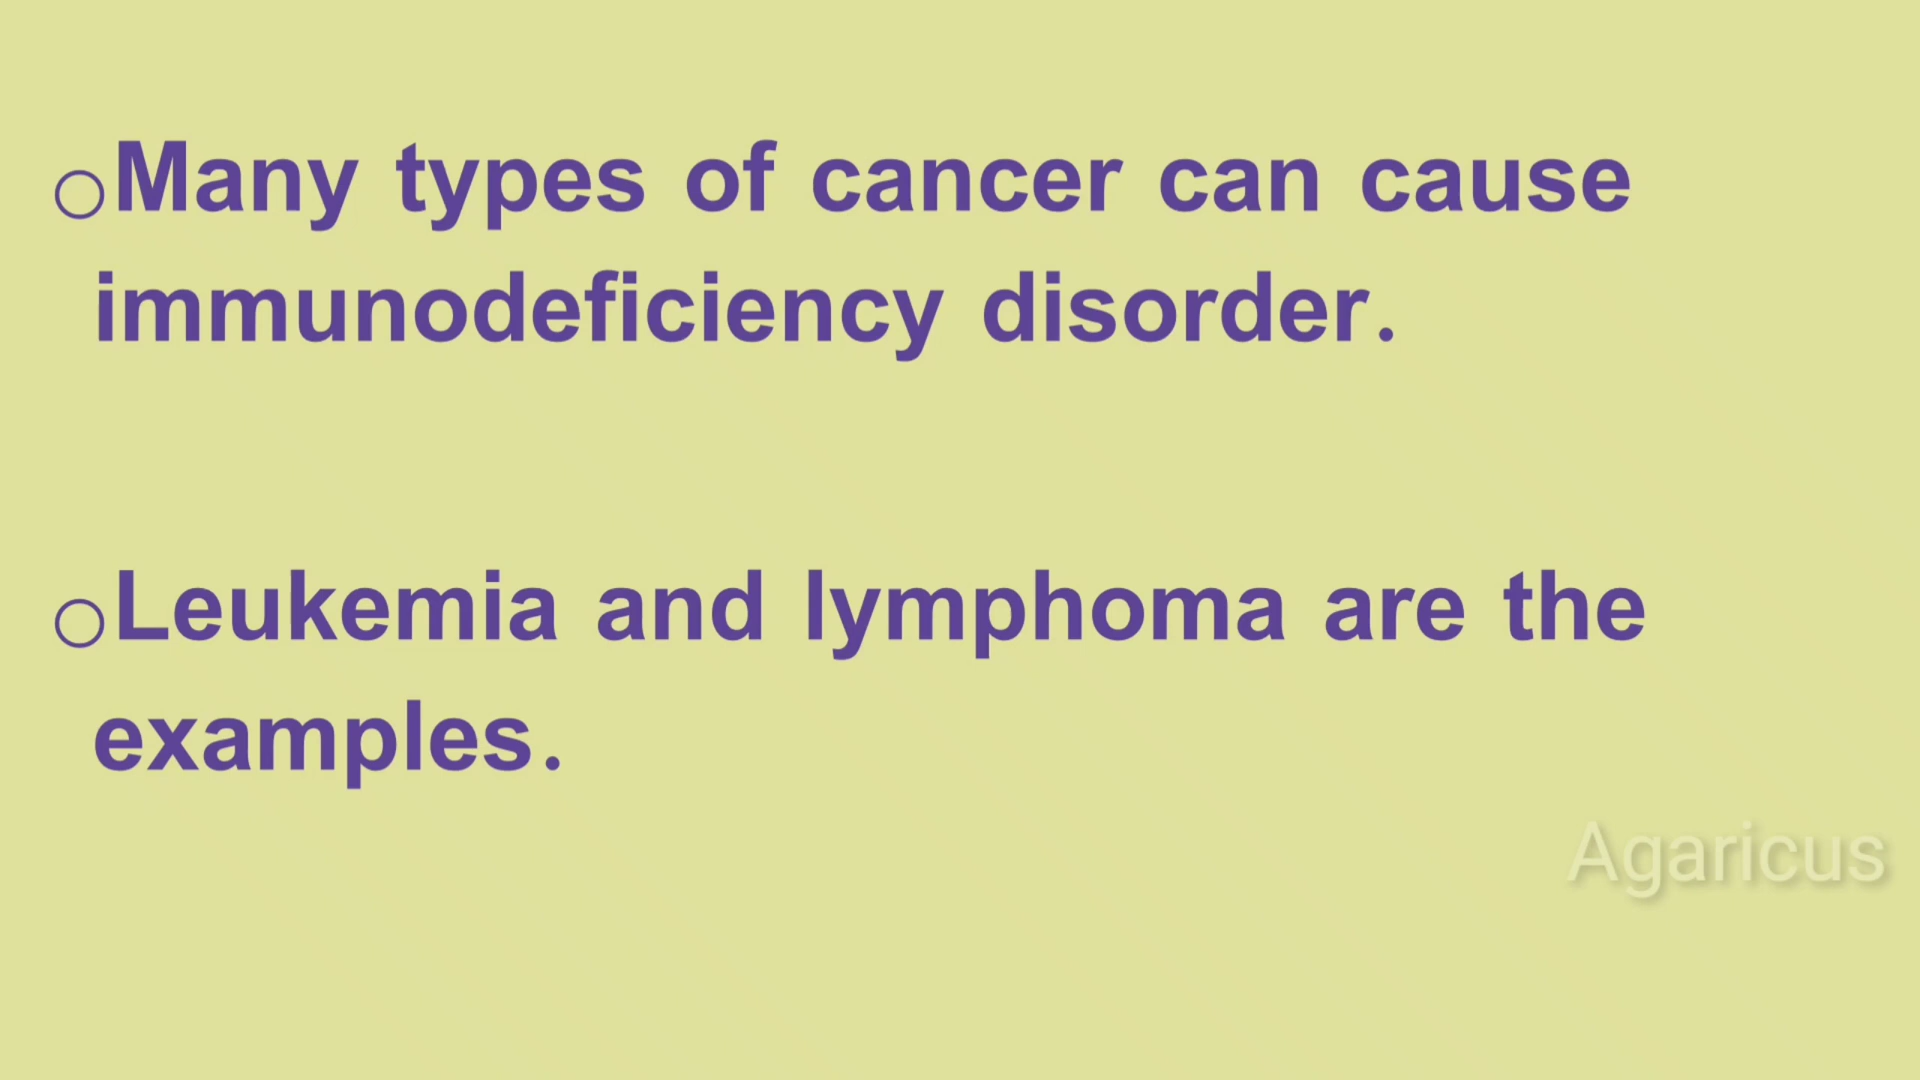 ○Many types of cancer can cause
immunodeficiency disorder.
○Leukemia and lymphoma are the
examples.
Agaricus